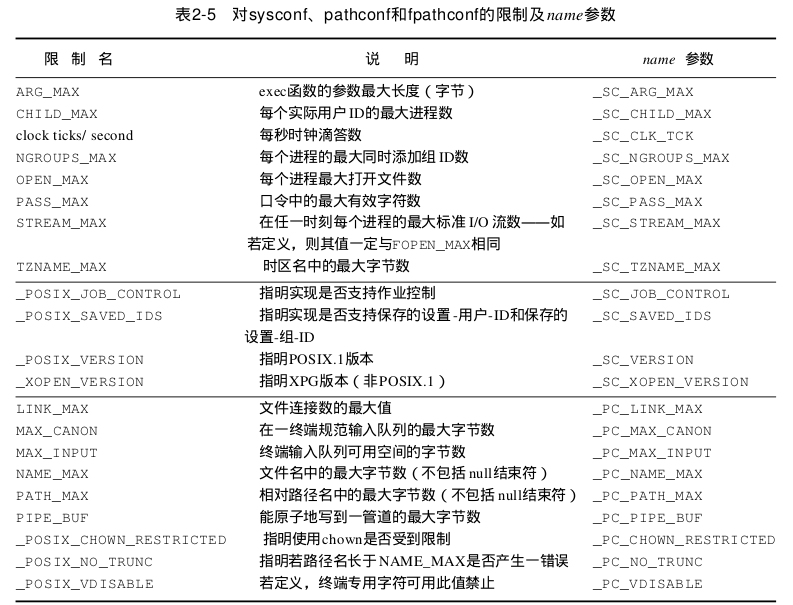 表2-5 对sysconf、pathconf和fpathconf的限制及name参数
限 制 名 说 明 name 参数
ARG_MAX exec函数的参数最大长度（字节） _SC_ARG_MAX
CHILD_MAX 每个实际用户ID的最大进程数 _SC_CHILD_MAX
clock ticks/ second 每秒时钟滴答数 _SC_CLK_TCK
NGROUPS_MAX 每个进程的最大同时添加组 ID数 _SC_NGROUPS_MAX
OPEN_MAX 每个进程最大打开文件数 _SC_OPEN_MAX
PASS_MAX 口令中的最大有效字符数 _SC_PASS_MAX
STREAM_MAX 在任一时刻每个进程的最大标准 I/O 流数——如 _SC_STREAM_MAX
若定义，则其值一定与FOPEN_MAX相同
TZNAME_MAX 时区名中的最大字节数 _SC_TZNAME_MAX
_POSIX_JOB_CONTROL 指明实现是否支持作业控制 _SC_JOB_CONTROL
_POSIX_SAVED_IDS 指明实现是否支持保存的设置-用户-ID和保存的 _SC_SAVED_IDS
设置-组-ID
_POSIX_VERSION 指明POSIX.1版本 _SC_VERSION
_XOPEN_VERSION 指明XPG版本（非POSIX.1） _SC_XOPEN_VERSION
LINK_MAX 文件连接数的最大值 _PC_LINK_MAX
MAX_CANON 在一终端规范输入队列的最大字节数 _PC_MAX_CANON
MAX_INPUT 终端输入队列可用空间的字节数 _PC_MAX_INPUT
NAME_MAX 文件名中的最大字节数（不包括 null结束符） _PC_NAME_MAX
PATH_MAX 相对路径名中的最大字节数（不包括 null结束符） _PC_PATH_MAX
PIPE_BUF 能原子地写到一管道的最大字节数 _PC_PIPE_BUF
_POSIX_CHOWN_RESTRICTED 指明使用chown是否受到限制 _PC_CHOWN_RESTRICTED
_POSIX_NO_TRUNC 指明若路径名长于 NAME_MAX是否产生一错误 _PC_NO_TRUNC
_POSIX_VDISABLE 若定义，终端专用字符可用此值禁止 _PC_VDISABLE